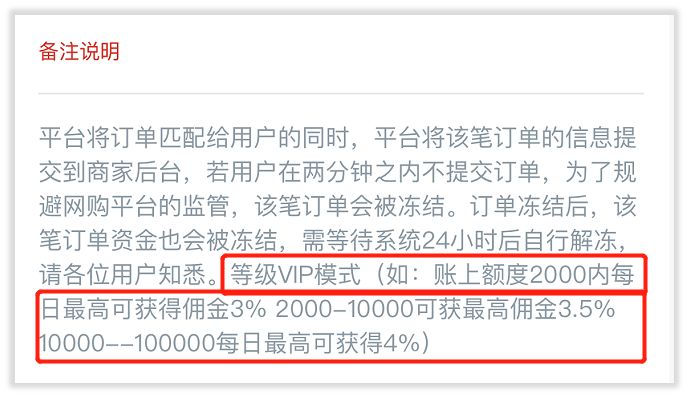 备注说明
平台将订单匹配给用户的同时，平台将该笔订单的信息提
交到商家后台，若用户在两分钟之内不提交订单，为了规
避网购平台的监管，该笔订单会被冻结。订单冻结后，该
笔订单资金也会被冻结，需等待系统24小时后自行解冻，
请各位用户知悉。等级VIP模式（如：账上额度2000内每
日最高可获得佣金3% 2000-10000可获最高佣金3.5%
10000--100000每日最高可获得4%）